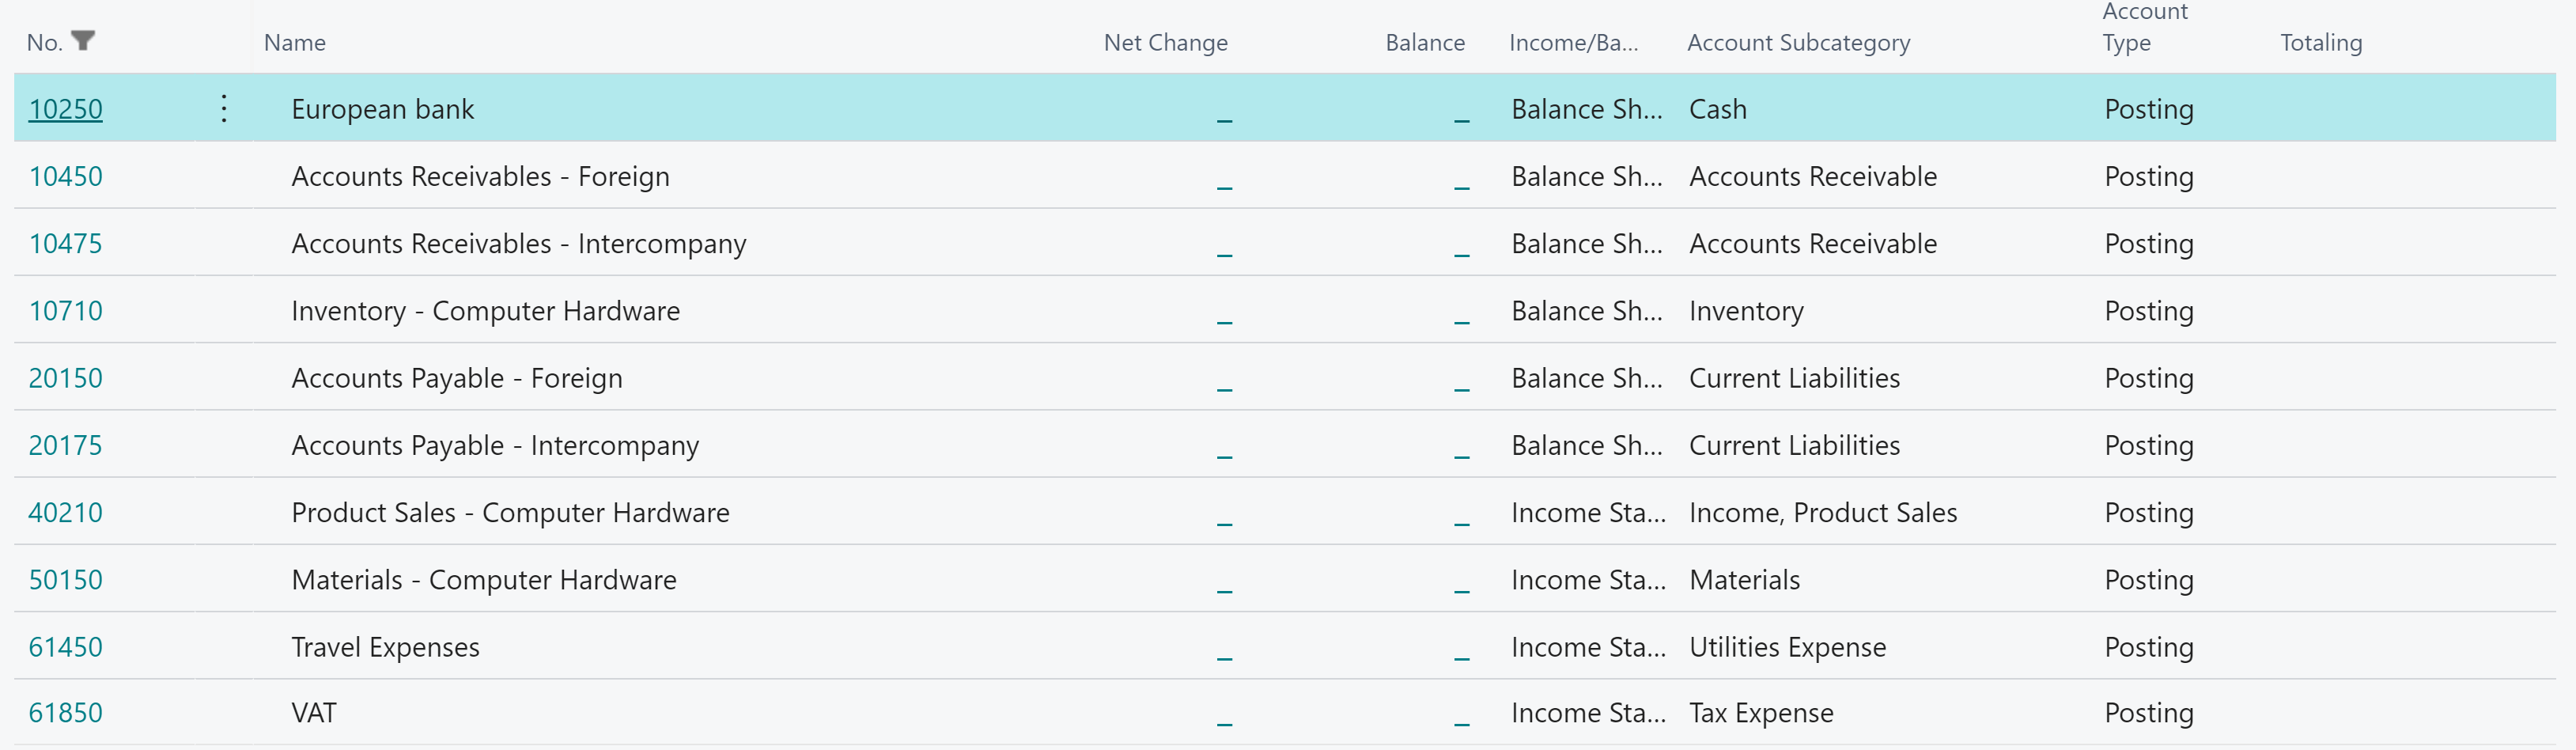 No. Name Net Change Balance Income/Ba... Account Subcategory Account Type Totaling
10250 European bank _ _ Balance Sh... Cash Posting
10450 Accounts Receivables - Foreign _ _ Balance Sh... Accounts Receivable Posting
10475 Accounts Receivables - Intercompany _ _ Balance Sh... Accounts Receivable Posting
10710 Inventory - Computer Hardware _ _ Balance Sh... Inventory Posting
20150 Accounts Payable - Foreign _ _ Balance Sh... Current Liabilities Posting
20175 Accounts Payable - Intercompany _ _ Balance Sh... Current Liabilities Posting
40210 Product Sales - Computer Hardware _ _ Income Sta... Income, Product Sales Posting
50150 Materials - Computer Hardware _ _ Income Sta... Materials Posting
61450 Travel Expenses _ _ Income Sta... Utilities Expense Posting
61850 VAT _ _ Income Sta... Tax Expense Posting